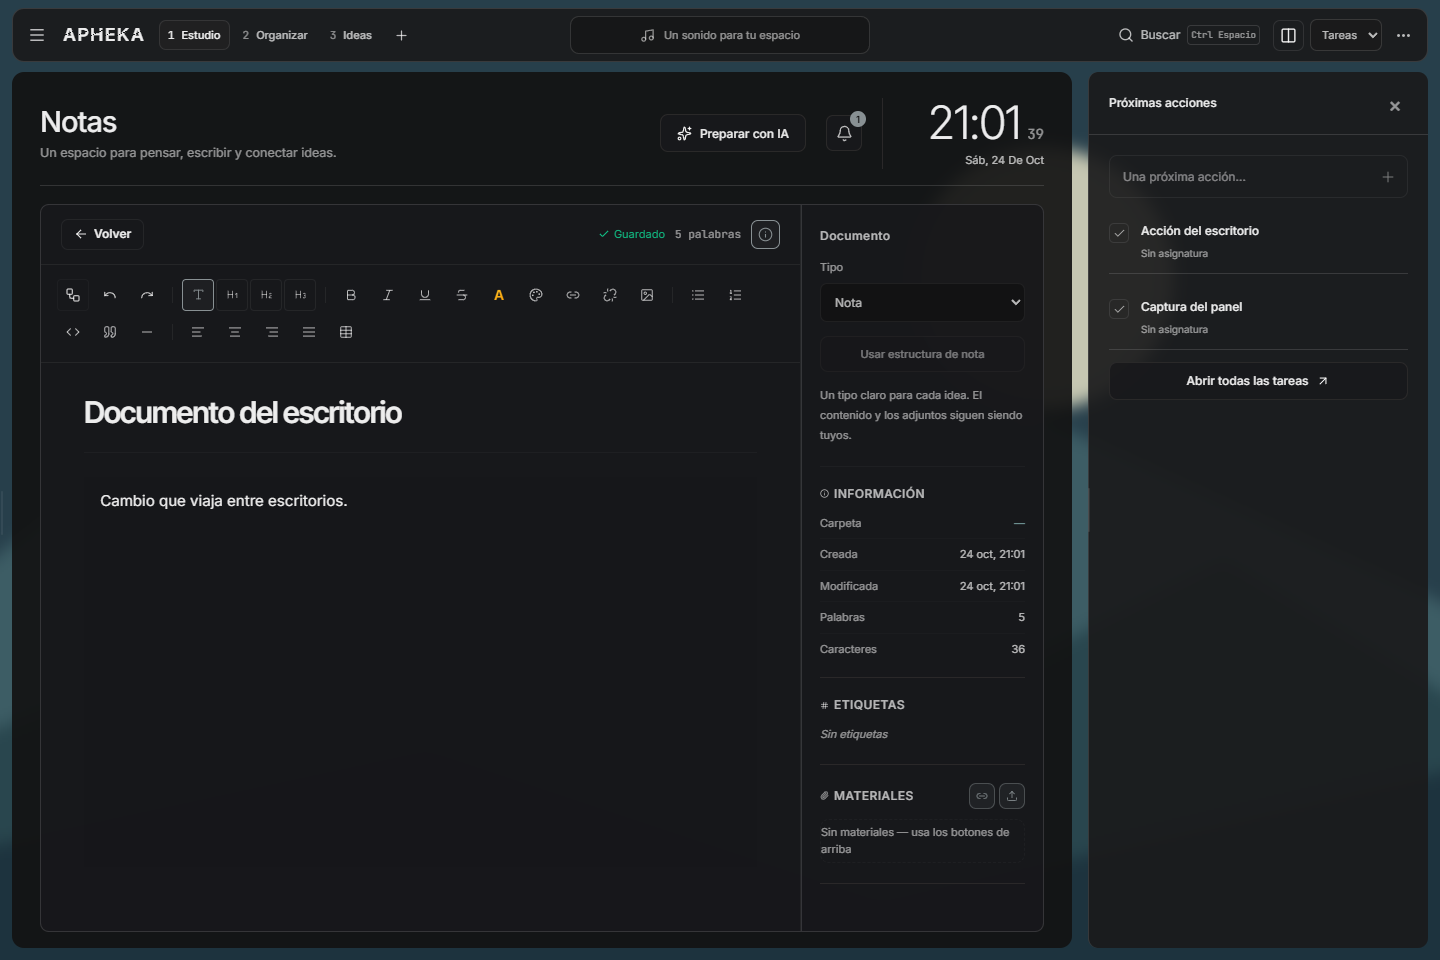 APHEKA
1 Estudio
2 Organizar
3 Ideas
Un sonido para tu espacio
Buscar
Ctrl Espacio
Tareas
Notas
Un espacio para pensar, escribir y conectar ideas.
Preparar con IA
1
21:01 39
Sáb, 24 De Oct
Volver
Guardado
5 palabras
T
H1
H2
H3
B
I
U
S
A
Documento del escritorio
Cambio que viaja entre escritorios.
Documento
Tipo
Nota
Usar estructura de nota
Un tipo claro para cada idea. El
contenido y los adjuntos siguen siendo
tuyos.
INFORMACIÓN
Carpeta —
Creada 24 oct, 21:01
Modificada 24 oct, 21:01
Palabras 5
Caracteres 36
# ETIQUETAS
Sin etiquetas
MATERIALES
Sin materiales — usa los botones de
arriba
Próximas acciones
Una próxima acción...
Acción del escritorio
Sin asignatura
Captura del panel
Sin asignatura
Abrir todas las tareas